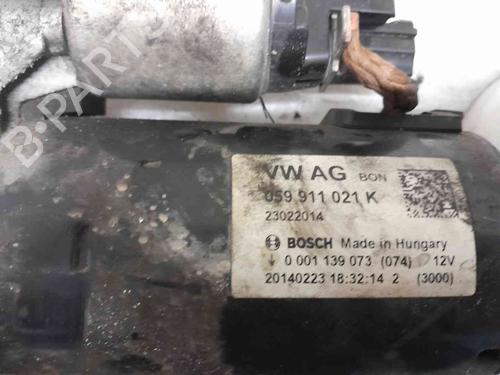 B-PARTS
VW AG BON
059 911 021 K
23022014
BOSCH Made in Hungary
0 001 139 073 (074) 12V
20140223 18:32:14 2 (3000)